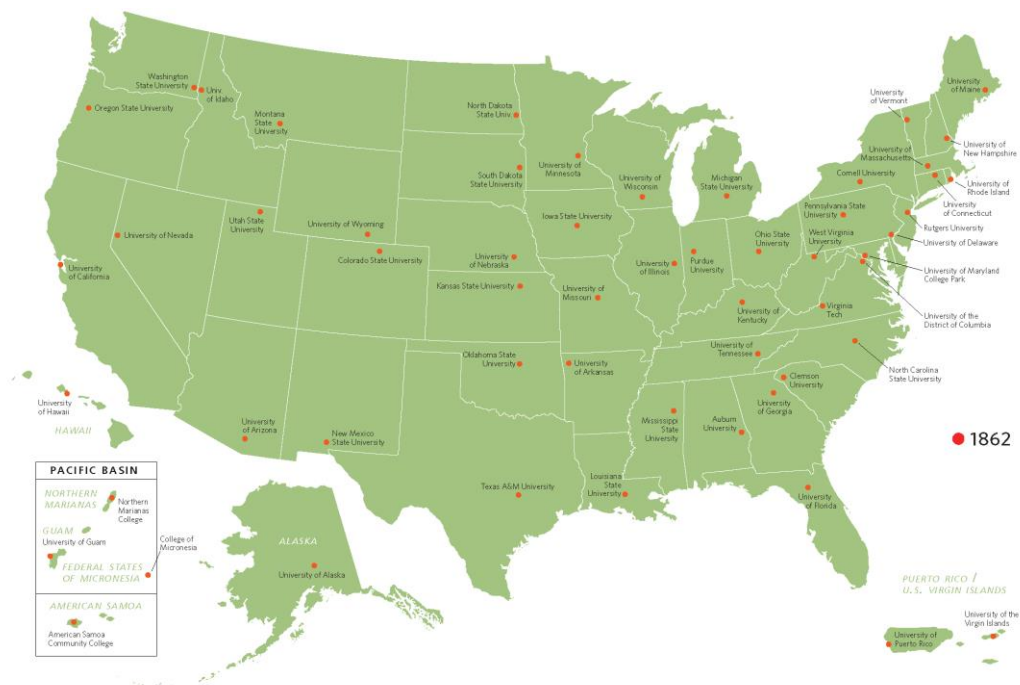 Washington
State University
Univ.
of Idaho
Oregon State University
Montana
State
University
North Dakota
State Univ.
South Dakota
State University
University of
Minnesota
University of
Wisconsin
Michigan
State University
University
of Vermont
University
of Maine
University of
New Hampshire
University of
Massachusetts
Cornell University
University of
Rhode Island
University
of Connecticut
Pennsylvania State
University
Rutgers University
University of Delaware
West Virginia
University
University of Maryland
College Park
University of the
District of Columbia
Utah State
University
University of Wyoming
Iowa State University
Ohio State
University
University of Nevada
Colorado State University
University
of Nebraska
University
of Illinois
Purdue
University
University
of California
Kansas State University
University of
Missouri
University of
Kentucky
Virginia
Tech
University of
Tennessee
North Carolina
State University
Oklahoma State
University
University
of Arkansas
Clemson
University
University
of Georgia
University
of Hawaii
HAWAII
University
of Arizona
New Mexico
State University
Mississippi
State
University
Auburn
University
1862
Texas A&M University
Louisiana
State
University
University
of Florida
PACIFIC BASIN
NORTHERN
MARIANAS
Northern
Marianas
College
GUAM
University of Guam
College of
Micronesia
FEDERAL STATES
OF MICRONESIA
AMERICAN SAMOA
American Samoa
Community College
ALASKA
University of Alaska
PUERTO RICO /
U.S. VIRGIN ISLANDS
University of the
Virgin Islands
University of
Puerto Rico